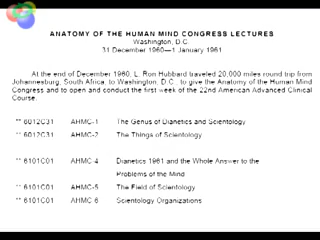 ANATOMY OF THE HUMAN MIND CONGRESS LECTURES
Washington, D.C.
31 December 1960—1 January 1961
At the end of December 1960, L. Ron Hubbard traveled 20,000 miles round trip from
Johannesburg, South Africa, to Washington, D.C., to give the Anatomy of the Human Mind
Congress and to open and conduct the first week of the 22nd American Advanced Clinical
Course.
** 6012C31 AHMC-1 The Genus of Dianetics and Scientology
** 6012C31 AHMC-2 The Things of Scientology
** 6101C01 AHMC-4 Dianetics 1961 and the Whole Answer to the
Problems of the Mind
** 6101C01 AHMC-5 The Field of Scientology
** 6101C01 AHMC-6 Scientology Organizations